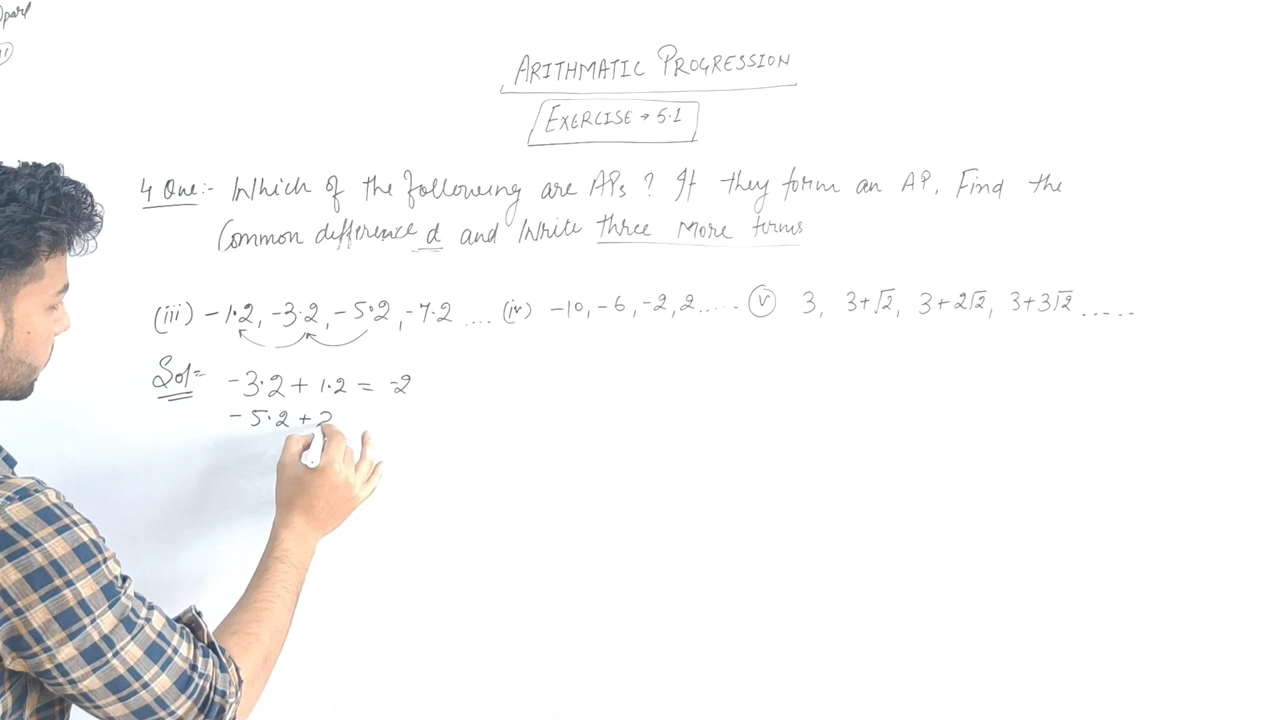 ARITHMATIC PROGRESSION
EXERCISE → 5.1
4 Que:- Which of the following are APs ? If they form an AP, Find the
Common difference d and Write three More terms
(iii) -1.2, -3.2, -5.2, -7.2 .... (iv) -10, -6, -2, 2..... (v) 3, 3+√2, 3+2√2, 3+3√2 .....
Sol= -3.2 + 1.2 = -2
-5.2 +